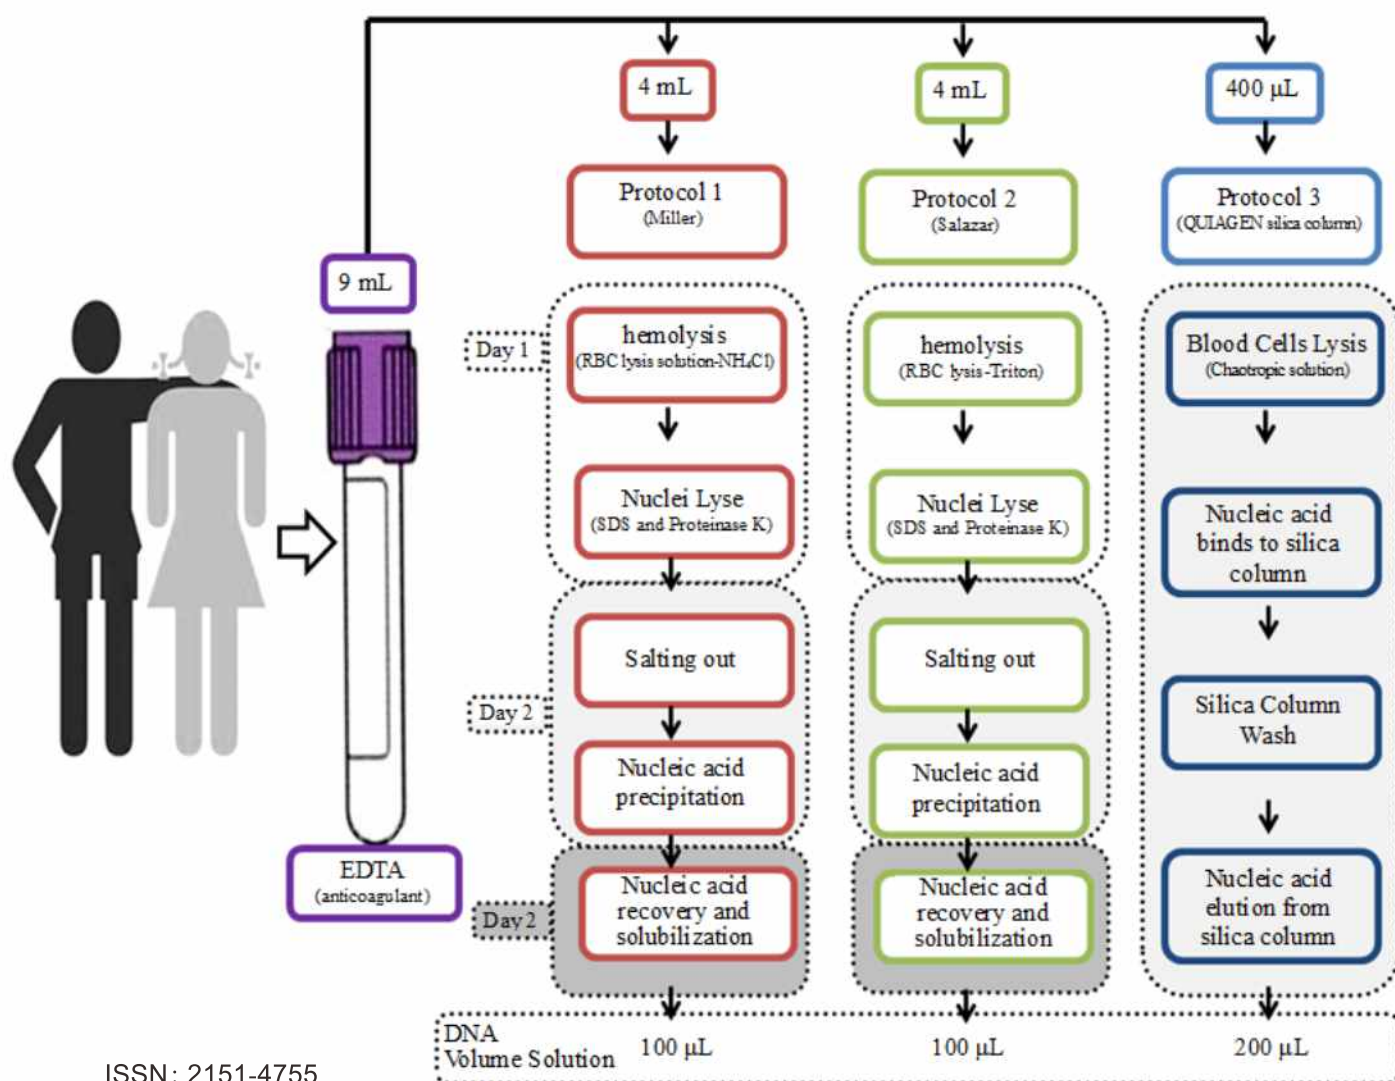 4 mL
4 mL
400 µL
Protocol 1
(Miller)
Protocol 2
(Salazar)
Protocol 3
(QUIAGEN silica column)
9 mL
Day 1
hemolysis
(RBC lysis solution-NH₄Cl)
hemolysis
(RBC lysis-Triton)
Blood Cells Lysis
(Chaotropic solution)
Nuclei Lyse
(SDS and Proteinase K)
Nuclei Lyse
(SDS and Proteinase K)
Nucleic acid
binds to silica
column
Day 2
Salting out
Salting out
Silica Column
Wash
Nucleic acid
precipitation
Nucleic acid
precipitation
EDTA
(anticoagulant)
Day 2
Nucleic acid
recovery and
solubilization
Nucleic acid
recovery and
solubilization
Nucleic acid
elution from
silica column
DNA
Volume Solution
100 µL
100 µL
200 µL
ISSN: 2151-4755